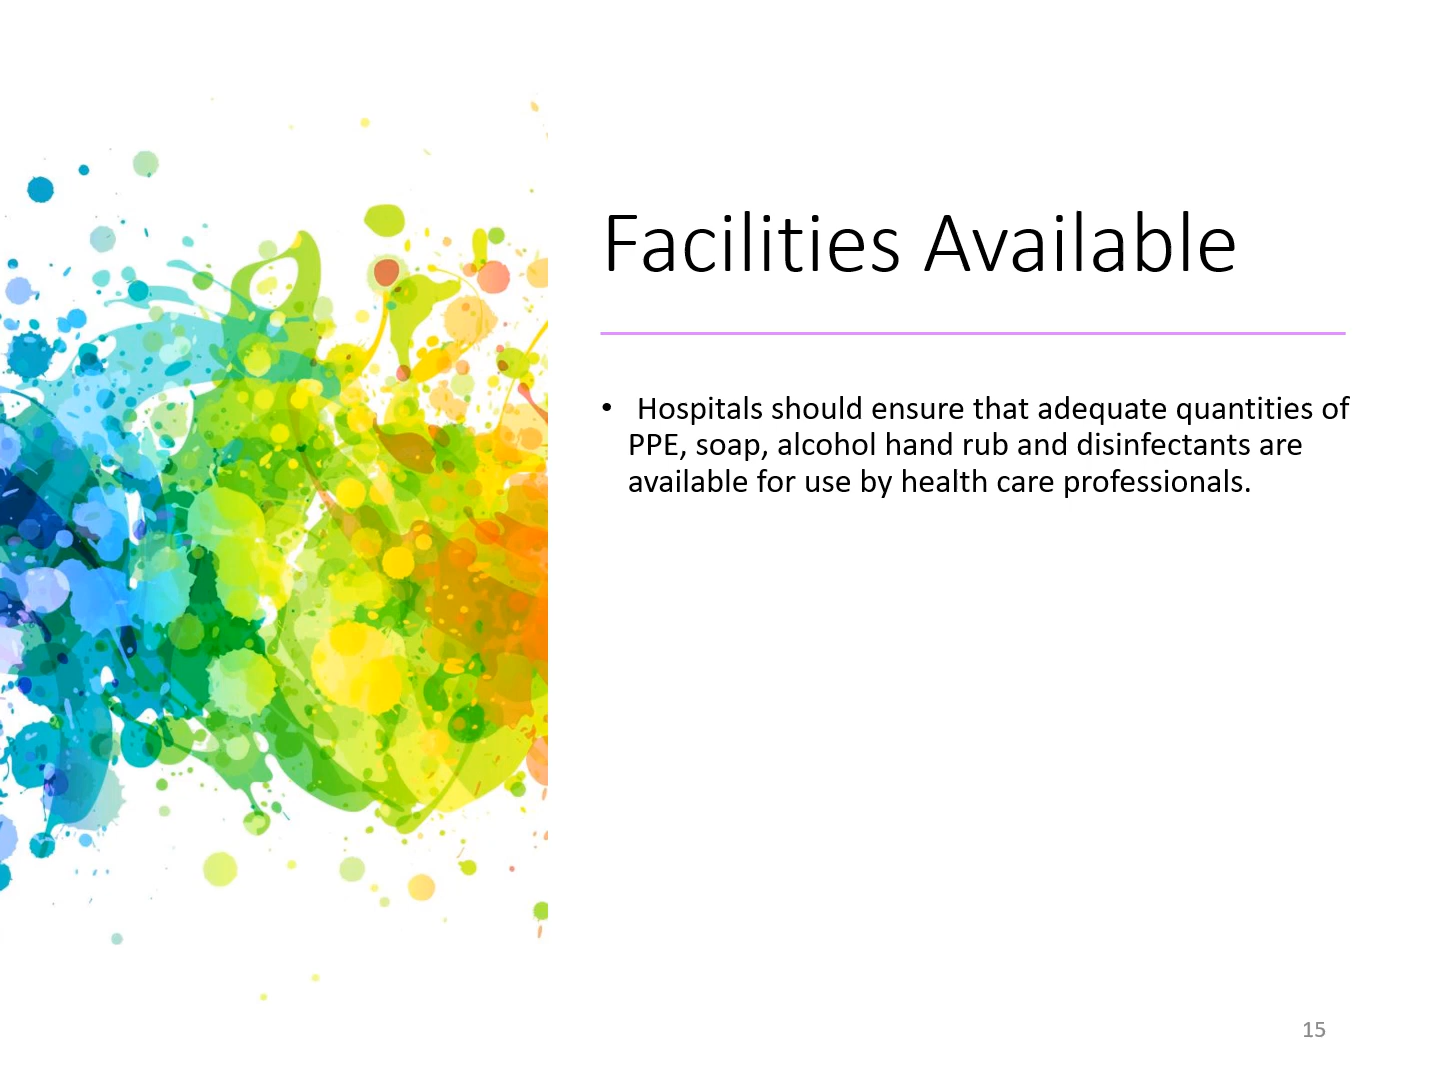 Facilities Available
• Hospitals should ensure that adequate quantities of
PPE, soap, alcohol hand rub and disinfectants are
available for use by health care professionals.
15